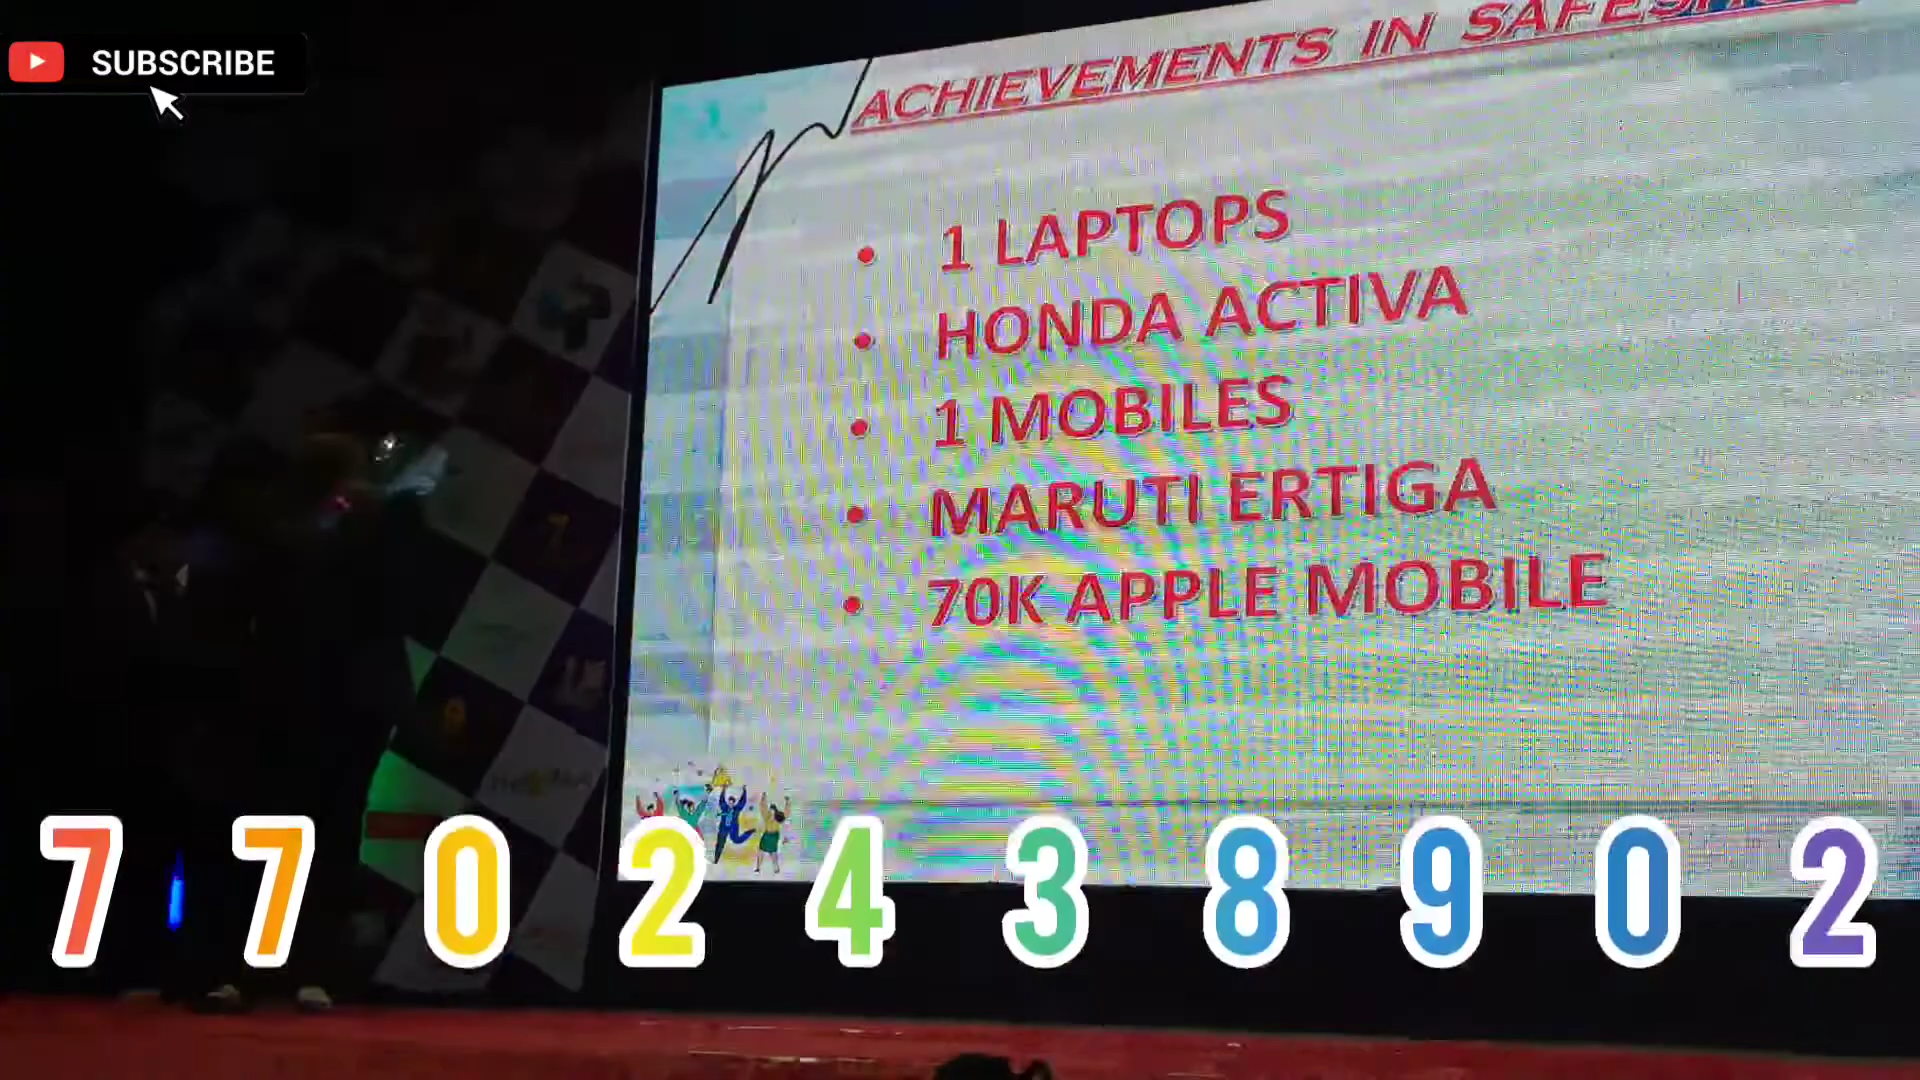 SUBSCRIBE
ACHIEVEMENTS IN
• 1 LAPTOPS
• HONDA ACTIVA
• 1 MOBILES
• MARUTI ERTIGA
• 70K APPLE MOBILE
7 7 0 2 4 3 8 9 0 2